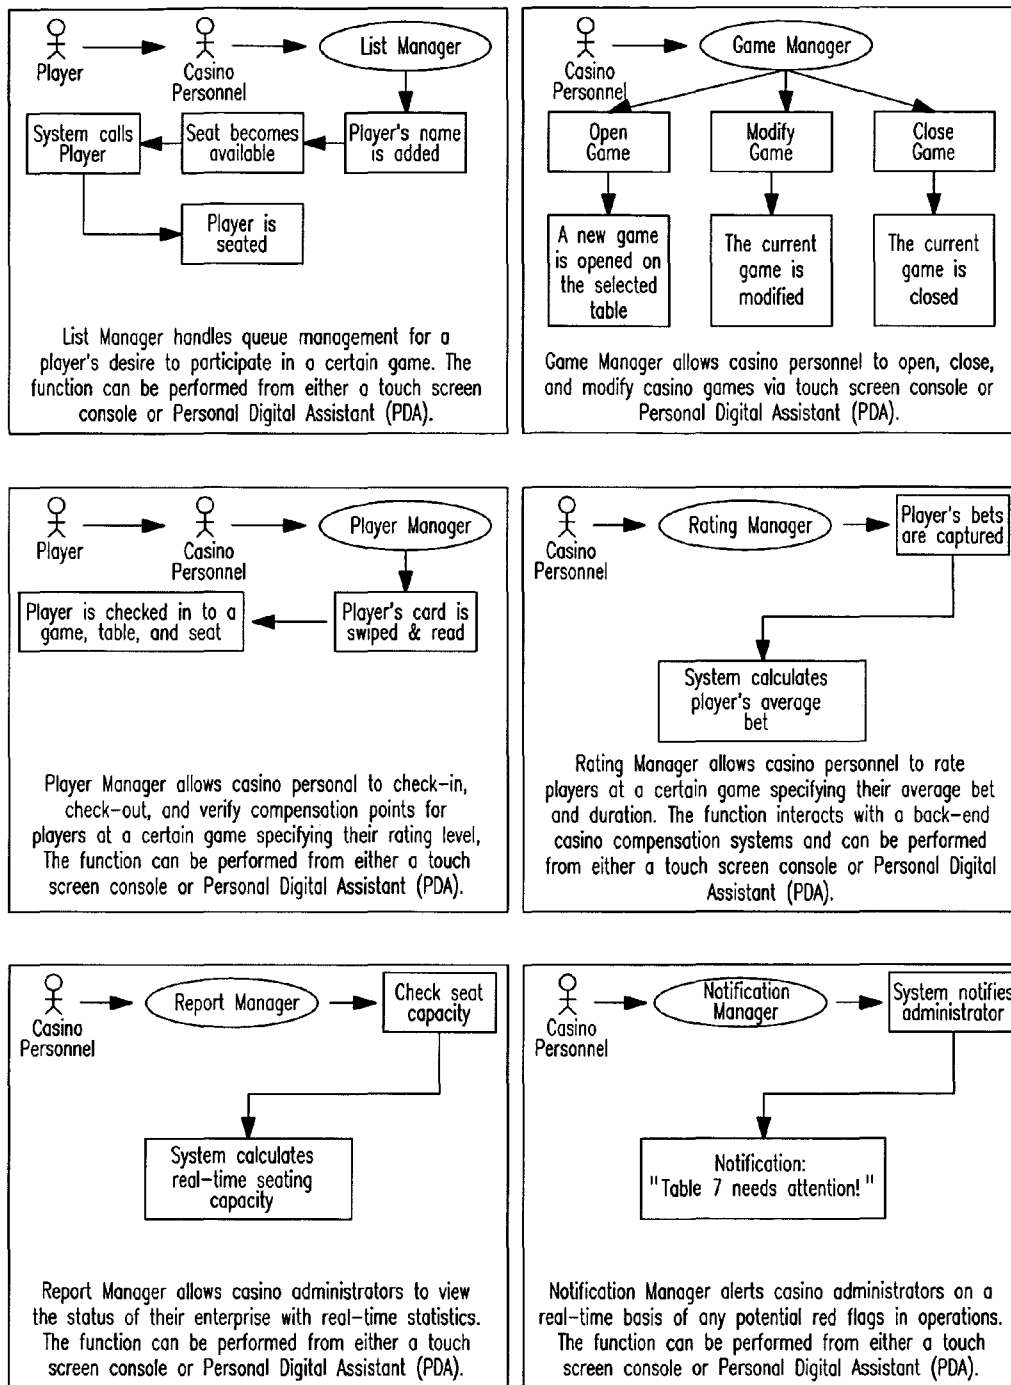 Player
Casino
Personnel
List Manager
System calls
Player
Seat becomes
available
Player's name
is added
Player is
seated
List Manager handles queue management for a
player's desire to participate in a certain game. The
function can be performed from either a touch screen
console or Personal Digital Assistant (PDA).
Casino
Personnel
Game Manager
Open
Game
Modify
Game
Close
Game
A new game
is opened on
the selected
table
The current
game is
modified
The current
game is
closed
Game Manager allows casino personnel to open, close,
and modify casino games via touch screen console or
Personal Digital Assistant (PDA).
Player
Casino
Personnel
Player Manager
Player is checked in to a
game, table, and seat
Player's card is
swiped & read
Player Manager allows casino personal to check-in,
check-out, and verify compensation points for
players at a certain game specifying their rating level,
The function can be performed from either a touch
screen console or Personal Digital Assistant (PDA).
Casino
Personnel
Rating Manager
Player's bets
are captured
System calculates
player's average
bet
Rating Manager allows casino personnel to rate
players at a certain game specifying their average bet
and duration. The function interacts with a back-end
casino compensation systems and can be performed
from either a touch screen console or Personal Digital
Assistant (PDA).
Casino
Personnel
Report Manager
Check seat
capacity
System calculates
real-time seating
capacity
Report Manager allows casino administrators to view
the status of their enterprise with real-time statistics.
The function can be performed from either a touch
screen console or Personal Digital Assistant (PDA).
Casino
Personnel
Notification
Manager
System notifies
administrator
Notification:
"Table 7 needs attention!"
Notification Manager alerts casino administrators on a
real-time basis of any potential red flags in operations.
The function can be performed from either a touch
screen console or Personal Digital Assistant (PDA).